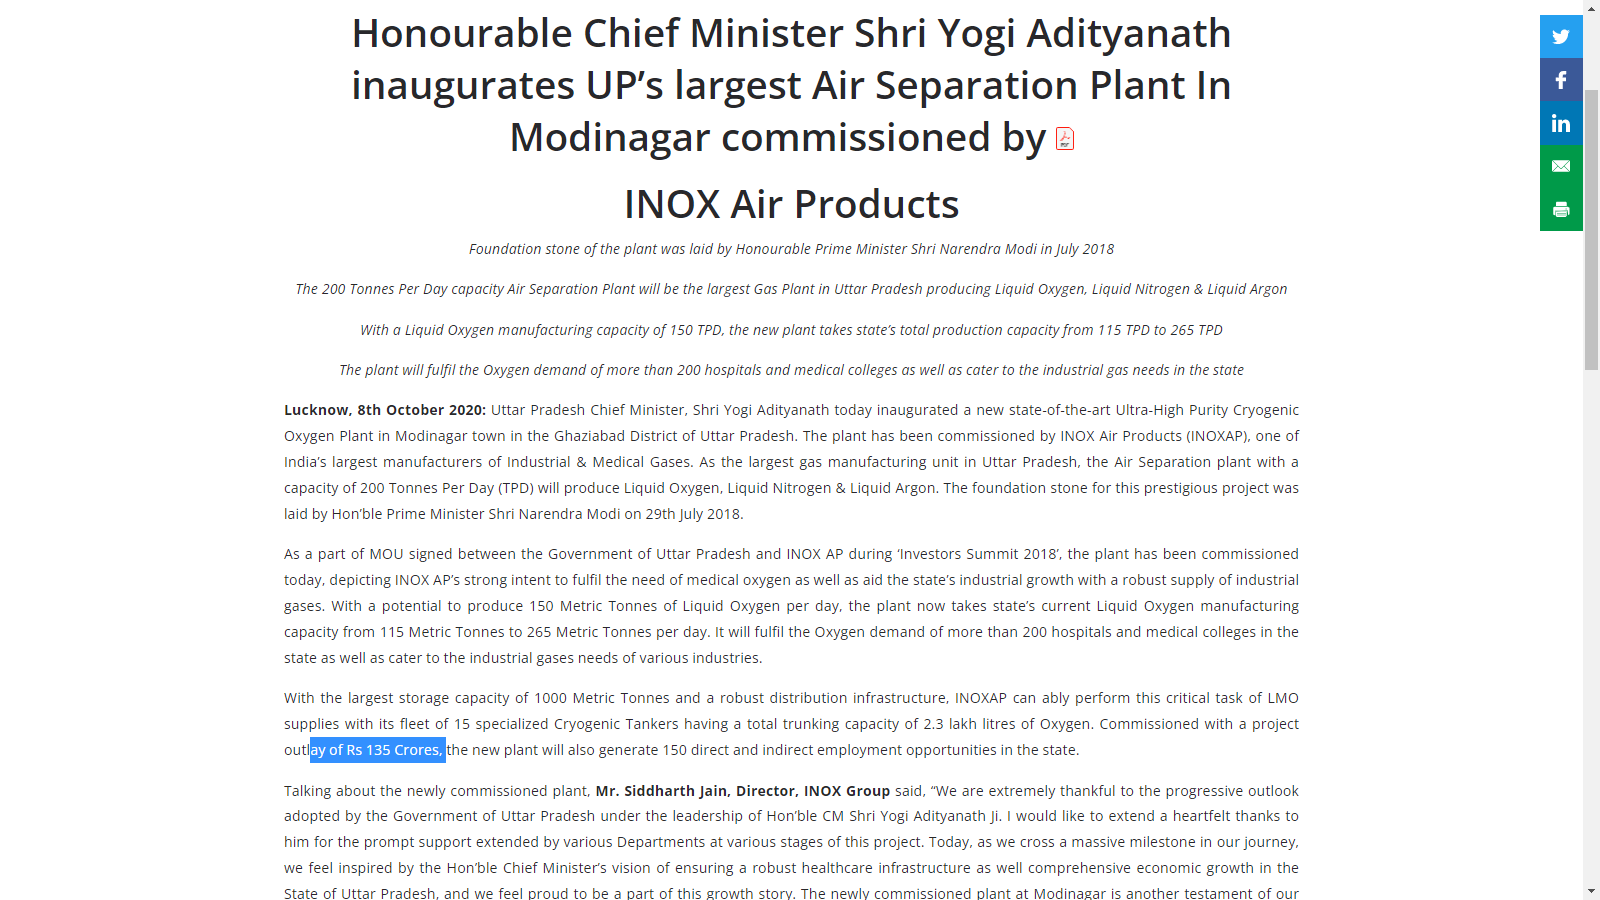 Honourable Chief Minister Shri Yogi Adityanath
inaugurates UP’s largest Air Separation Plant In
Modinagar commissioned by
PDF
INOX Air Products
Foundation stone of the plant was laid by Honourable Prime Minister Shri Narendra Modi in July 2018
The 200 Tonnes Per Day capacity Air Separation Plant will be the largest Gas Plant in Uttar Pradesh producing Liquid Oxygen, Liquid Nitrogen & Liquid Argon
With a Liquid Oxygen manufacturing capacity of 150 TPD, the new plant takes state’s total production capacity from 115 TPD to 265 TPD
The plant will fulfil the Oxygen demand of more than 200 hospitals and medical colleges as well as cater to the industrial gas needs in the state
Lucknow, 8th October 2020: Uttar Pradesh Chief Minister, Shri Yogi Adityanath today inaugurated a new state-of-the-art Ultra-High Purity Cryogenic
Oxygen Plant in Modinagar town in the Ghaziabad District of Uttar Pradesh. The plant has been commissioned by INOX Air Products (INOXAP), one of
India's largest manufacturers of Industrial & Medical Gases. As the largest gas manufacturing unit in Uttar Pradesh, the Air Separation plant with a
capacity of 200 Tonnes Per Day (TPD) will produce Liquid Oxygen, Liquid Nitrogen & Liquid Argon. The foundation stone for this prestigious project was
laid by Hon’ble Prime Minister Shri Narendra Modi on 29th July 2018.
As a part of MOU signed between the Government of Uttar Pradesh and INOX AP during ‘Investors Summit 2018’, the plant has been commissioned
today, depicting INOX AP’s strong intent to fulfil the need of medical oxygen as well as aid the state’s industrial growth with a robust supply of industrial
gases. With a potential to produce 150 Metric Tonnes of Liquid Oxygen per day, the plant now takes state’s current Liquid Oxygen manufacturing
capacity from 115 Metric Tonnes to 265 Metric Tonnes per day. It will fulfil the Oxygen demand of more than 200 hospitals and medical colleges in the
state as well as cater to the industrial gases needs of various industries.
With the largest storage capacity of 1000 Metric Tonnes and a robust distribution infrastructure, INOXAP can ably perform this critical task of LMO
supplies with its fleet of 15 specialized Cryogenic Tankers having a total trunking capacity of 2.3 lakh litres of Oxygen. Commissioned with a project
outlay of Rs 135 Crores, the new plant will also generate 150 direct and indirect employment opportunities in the state.
Talking about the newly commissioned plant, Mr. Siddharth Jain, Director, INOX Group said, “We are extremely thankful to the progressive outlook
adopted by the Government of Uttar Pradesh under the leadership of Hon’ble CM Shri Yogi Adityanath Ji. I would like to extend a heartfelt thanks to
him for the prompt support extended by various Departments at various stages of this project. Today, as we cross a massive milestone in our journey,
we feel inspired by the Hon’ble Chief Minister’s vision of ensuring a robust healthcare infrastructure as well comprehensive economic growth in the
State of Uttar Pradesh, and we feel proud to be a part of this growth story. The newly commissioned plant at Modinagar is another testament of our